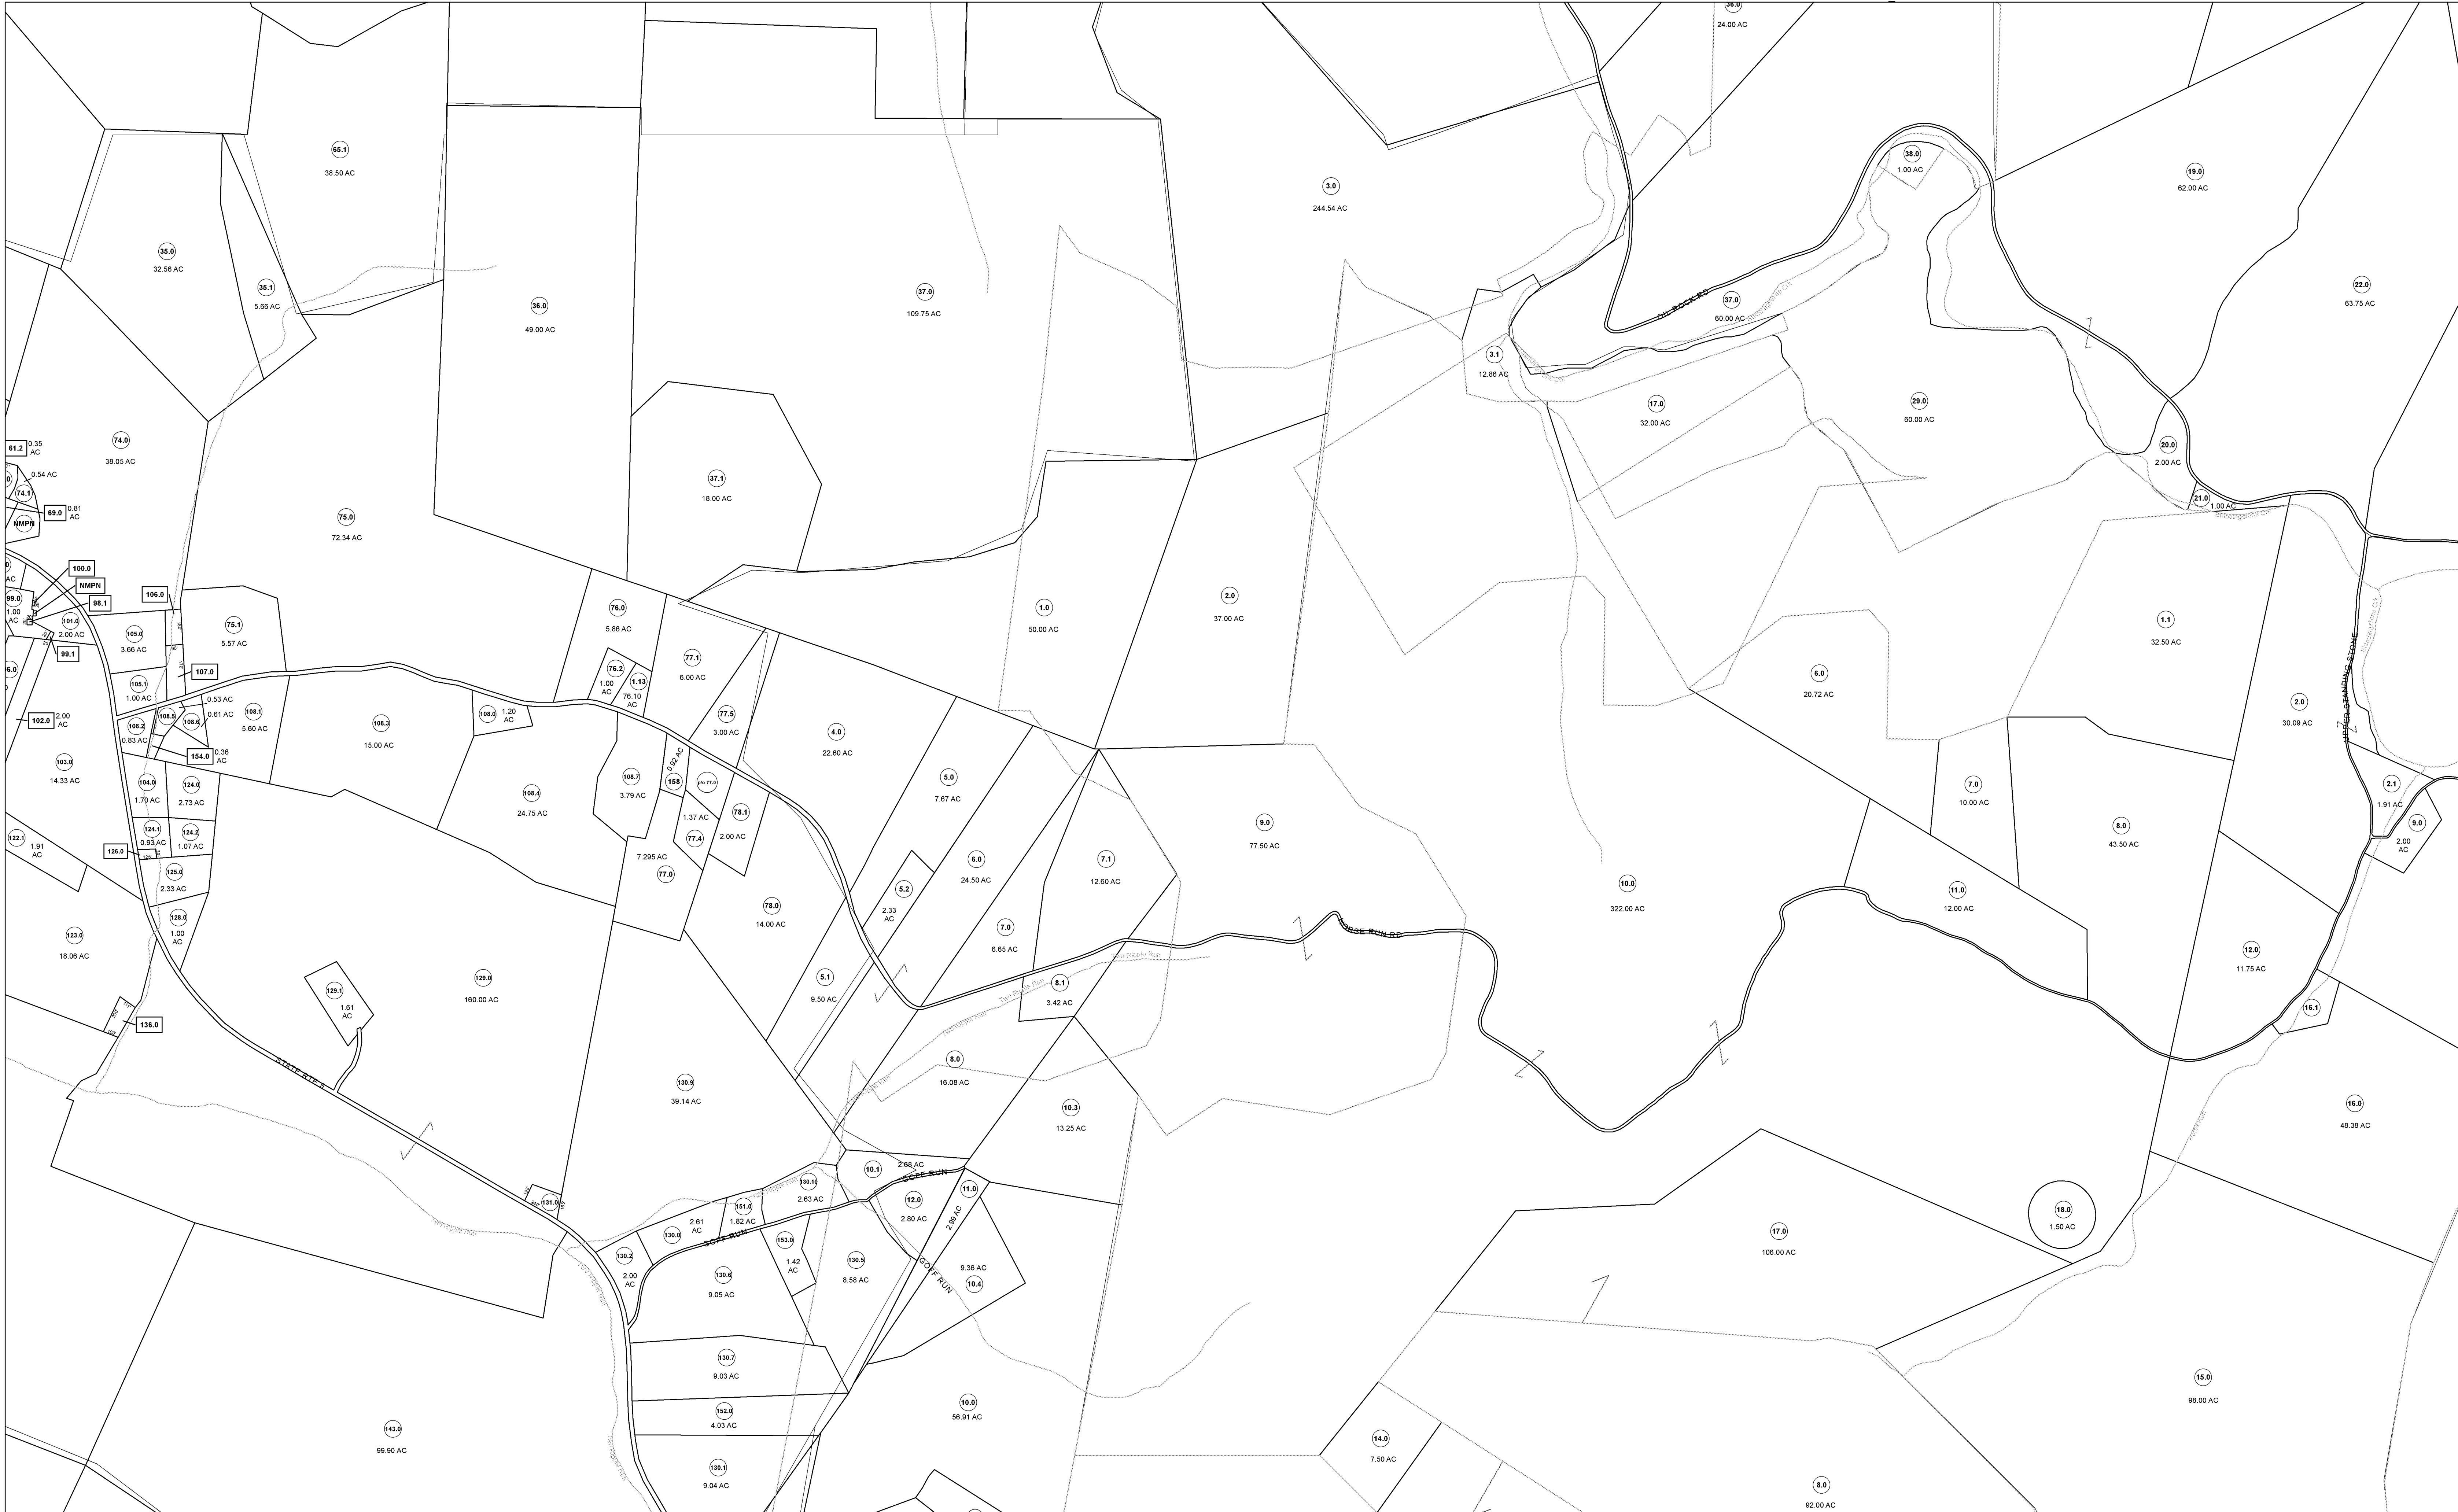 36.0
24.00 AC
65.1
38.50 AC
38.0
1.00 AC
19.0
62.00 AC
3.0
244.54 AC
35.0
32.56 AC
35.1
5.66 AC
36.0
49.00 AC
37.0
109.75 AC
OIL ROCK RD
37.0
60.00 AC
22.0
63.75 AC
3.1
12.86 AC
17.0
32.00 AC
29.0
60.00 AC
74.0
38.05 AC
61.2
0.35
AC
0.54 AC
74.1
69.0
0.81
AC
NMPN
37.1
18.00 AC
20.0
2.00 AC
21.0
1.00 AC
75.0
72.34 AC
100.0
NMPN
98.1
99.0
1.00
AC
101.0
2.00 AC
99.1
106.0
105.0
3.66 AC
75.1
5.57 AC
107.0
105.1
1.00 AC
76.0
5.86 AC
76.2
1.00
AC
1.13
76.10
AC
77.1
6.00 AC
1.0
50.00 AC
2.0
37.00 AC
1.1
32.50 AC
6.0
20.72 AC
2.0
30.09 AC
UPPER STANDING STONE
102.0
2.00
AC
103.0
14.33 AC
108.2
0.83 AC
108.5
0.53 AC
108.6
0.61 AC
108.1
5.60 AC
154.0
0.36
AC
108.3
15.00 AC
108.0
1.20
AC
108.4
24.75 AC
108.7
3.79 AC
0.92 AC
158
pro 77.0
77.5
3.00 AC
1.37 AC
77.4
78.1
2.00 AC
4.0
22.60 AC
5.0
7.67 AC
7.0
10.00 AC
8.0
43.50 AC
2.1
1.91 AC
9.0
2.00
AC
104.0
1.70 AC
124.0
2.73 AC
124.1
0.93 AC
124.2
1.07 AC
126.0
125'
125.0
2.33 AC
122.1
1.91
AC
128.0
1.00
AC
123.0
18.06 AC
7.295 AC
77.0
78.0
14.00 AC
5.2
2.33
AC
6.0
24.50 AC
7.1
12.60 AC
9.0
77.50 AC
10.0
322.00 AC
11.0
12.00 AC
7.0
6.65 AC
HORSE RUN RD
Two Ripple Run
12.0
11.75 AC
5.1
9.50 AC
8.1
3.42 AC
Two Ripple Run
Two Ripple Run
16.1
129.0
160.00 AC
129.1
1.61
AC
136.0
STATE RTE 5
130.9
39.14 AC
8.0
16.08 AC
10.3
13.25 AC
16.0
48.38 AC
10.1
2.68 AC
GOFF RUN
130.10
2.63 AC
12.0
2.80 AC
11.0
2.99 AC
131.0
151.0
1.82 AC
130.0
2.61
AC
GOFF RUN
130.2
2.00
AC
153.0
1.42
AC
130.5
8.58 AC
130.6
9.05 AC
GOFF RUN
9.36 AC
10.4
Two Ripple Run
18.0
1.50 AC
17.0
106.00 AC
130.7
9.03 AC
152.0
4.03 AC
130.1
9.04 AC
10.0
56.91 AC
15.0
98.00 AC
143.0
99.90 AC
14.0
7.50 AC
8.0
92.00 AC